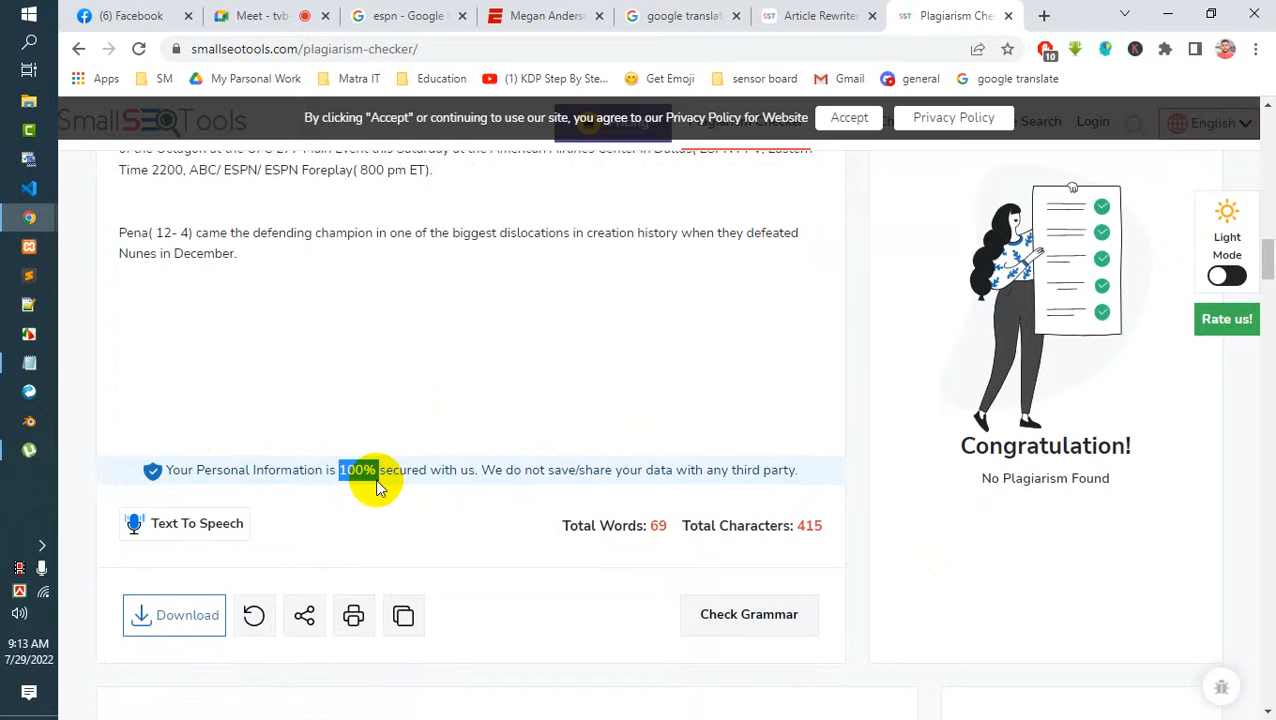 (6) Facebook
Meet - tvb-
espn - Google
Megan Anders
google translat
Article Rewriter
Plagiarism Che
smallseotools.com/plagiarism-checker/
10
Apps
SM
My Parsonal Work
Matra IT
Education
(1) KDP Step By Ste...
Get Emoji
sensor board
Gmail
general
google translate
SmallSEOTools
By clicking "Accept" or continuing to use our site, you agree to our Privacy Policy for Website
Accept
Privacy Policy
e Search
Login
English
Time 2200, ABC/ ESPN/ ESPN Foreplay( 800 pm ET).
Pena( 12- 4) came the defending champion in one of the biggest dislocations in creation history when they defeated
Nunes in December.
Light
Mode
Rate us!
Congratulation!
No Plagiarism Found
Your Personal Information is 100% secured with us. We do not save/share your data with any third party.
Text To Speech
Total Words: 69 Total Characters: 415
Download
Check Grammar
9:13 AM
7/29/2022